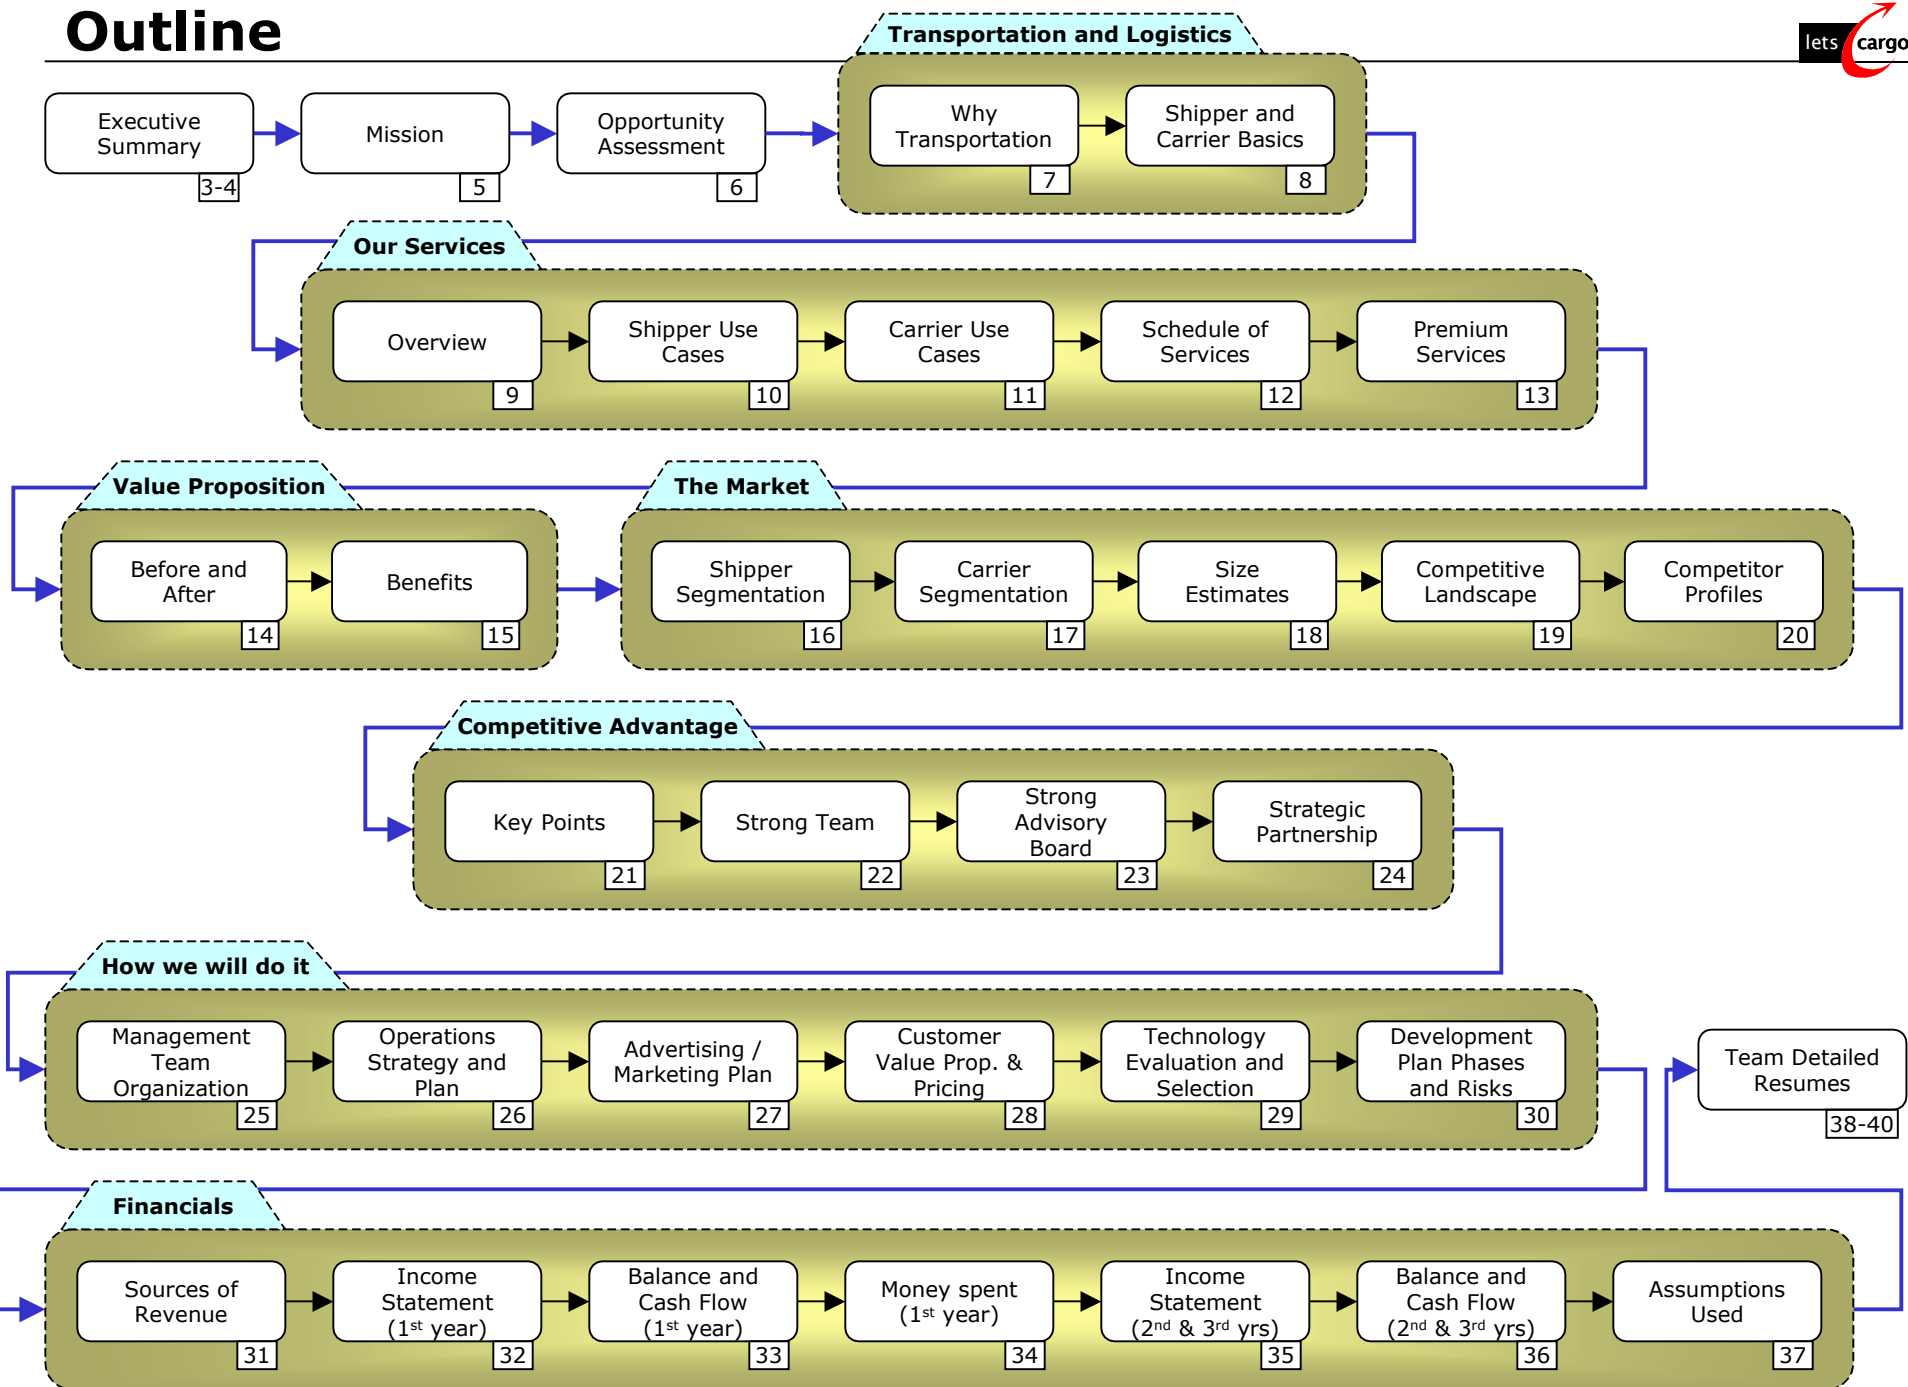 Outline
Transportation and Logistics
lets cargo
Executive
Summary
3-4
Mission
5
Opportunity
Assessment
6
Why
Transportation
7
Shipper and
Carrier Basics
8
Our Services
Overview
9
Shipper Use
Cases
10
Carrier Use
Cases
11
Schedule of
Services
12
Premium
Services
13
Value Proposition
Before and
After
14
Benefits
15
The Market
Shipper
Segmentation
16
Carrier
Segmentation
17
Size
Estimates
18
Competitive
Landscape
19
Competitor
Profiles
20
Competitive Advantage
Key Points
21
Strong Team
22
Strong
Advisory
Board
23
Strategic
Partnership
24
How we will do it
Management
Team
Organization
25
Operations
Strategy and
Plan
26
Advertising /
Marketing Plan
27
Customer
Value Prop. &
Pricing
28
Technology
Evaluation and
Selection
29
Development
Plan Phases
and Risks
30
Team Detailed
Resumes
38-40
Financials
Sources of
Revenue
31
Income
Statement
(1st year)
32
Balance and
Cash Flow
(1st year)
33
Money spent
(1st year)
34
Income
Statement
(2nd & 3rd yrs)
35
Balance and
Cash Flow
(2nd & 3rd yrs)
36
Assumptions
Used
37